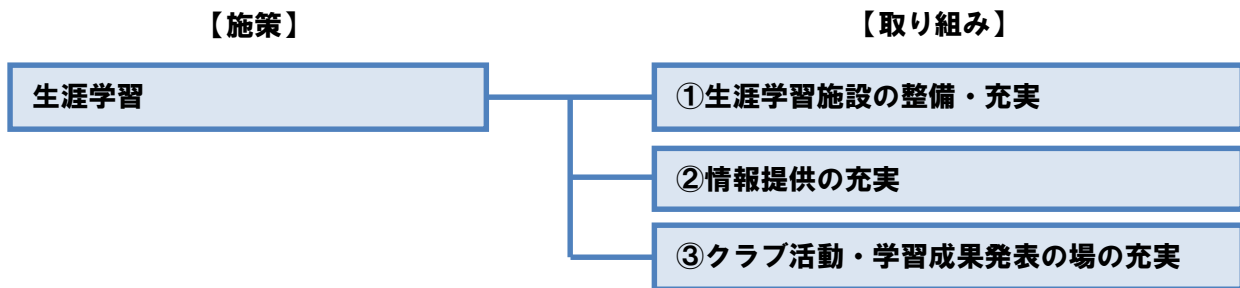 【施策】
【取り組み】
生涯学習
①生涯学習施設の整備・充実
②情報提供の充実
③クラブ活動・学習成果発表の場の充実